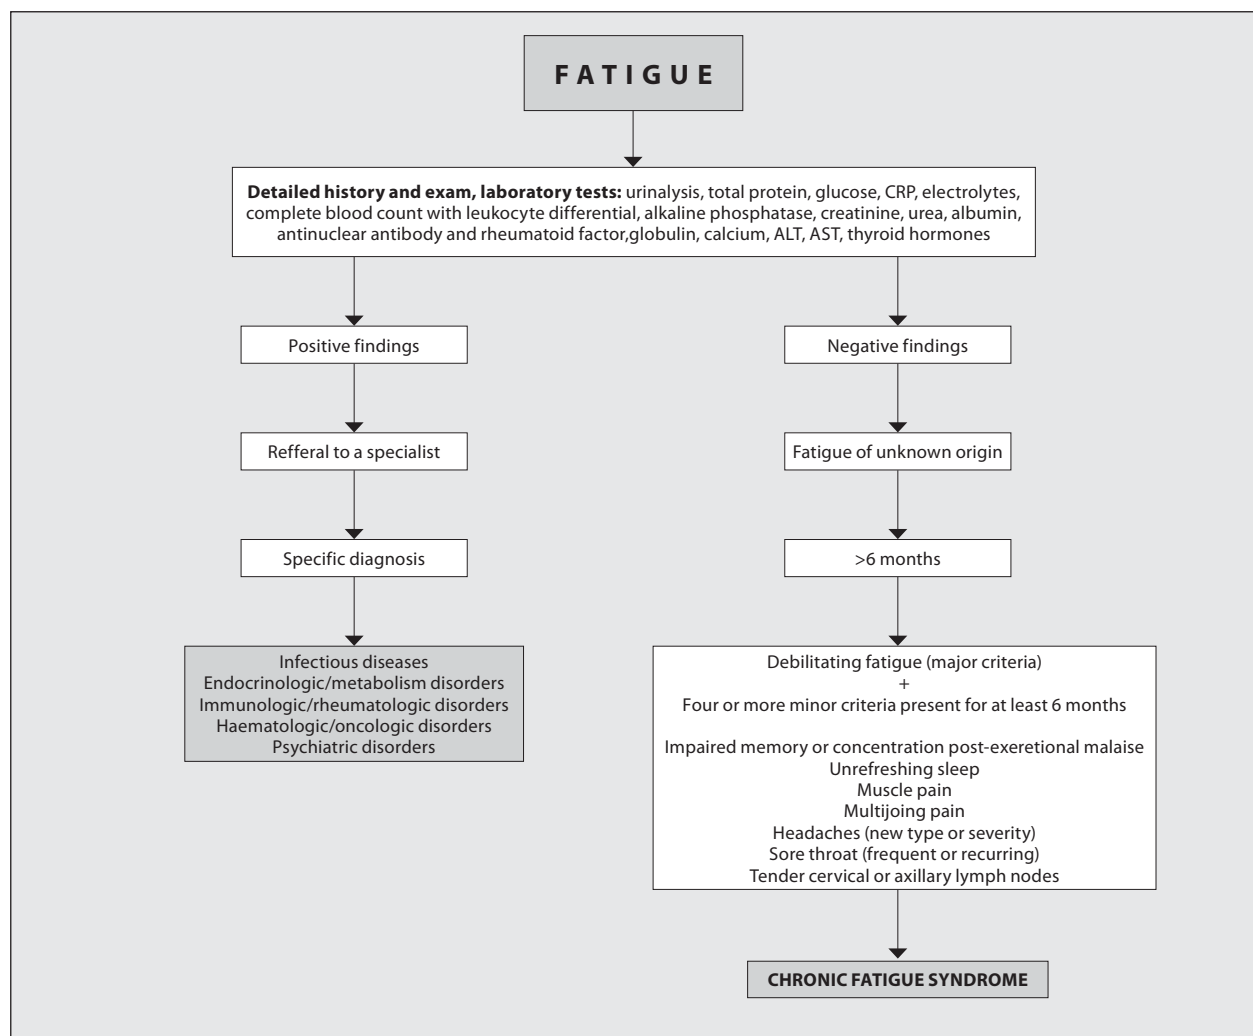 FATIGUE
Detailed history and exam, laboratory tests: urinalysis, total protein, glucose, CRP, electrolytes,
complete blood count with leukocyte differential, alkaline phosphatase, creatinine, urea, albumin,
antinuclear antibody and rheumatoid factor,globulin, calcium, ALT, AST, thyroid hormones
Positive findings
Refferal to a specialist
Specific diagnosis
Infectious diseases
Endocrinologic/metabolism disorders
Immunologic/rheumatologic disorders
Haematologic/oncologic disorders
Psychiatric disorders
Negative findings
Fatigue of unknown origin
>6 months
Debilitating fatigue (major criteria)
+
Four or more minor criteria present for at least 6 months
Impaired memory or concentration post-exeretional malaise
Unrefreshing sleep
Muscle pain
Multijoing pain
Headaches (new type or severity)
Sore throat (frequent or recurring)
Tender cervical or axillary lymph nodes
CHRONIC FATIGUE SYNDROME